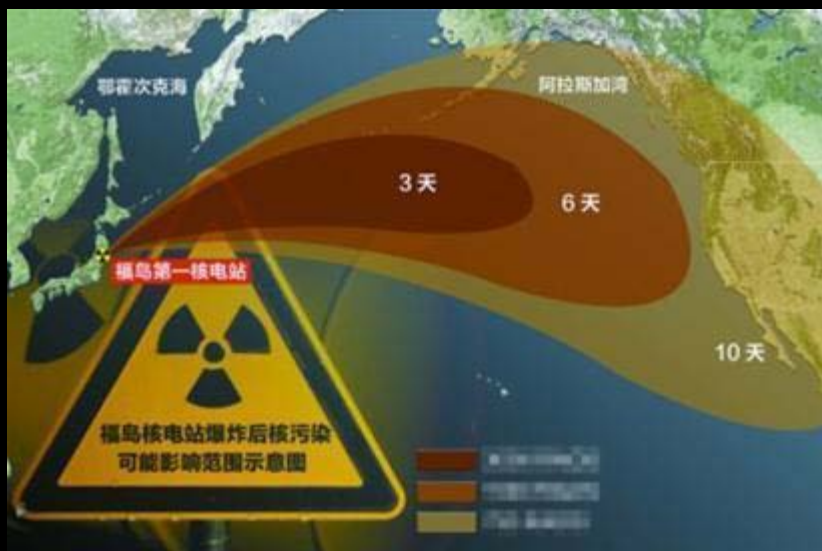 鄂霍次克海
阿拉斯加湾
3 天
6 天
福岛第一核电站
10 天
福岛核电站爆炸后核污染
可能影响范围示意图